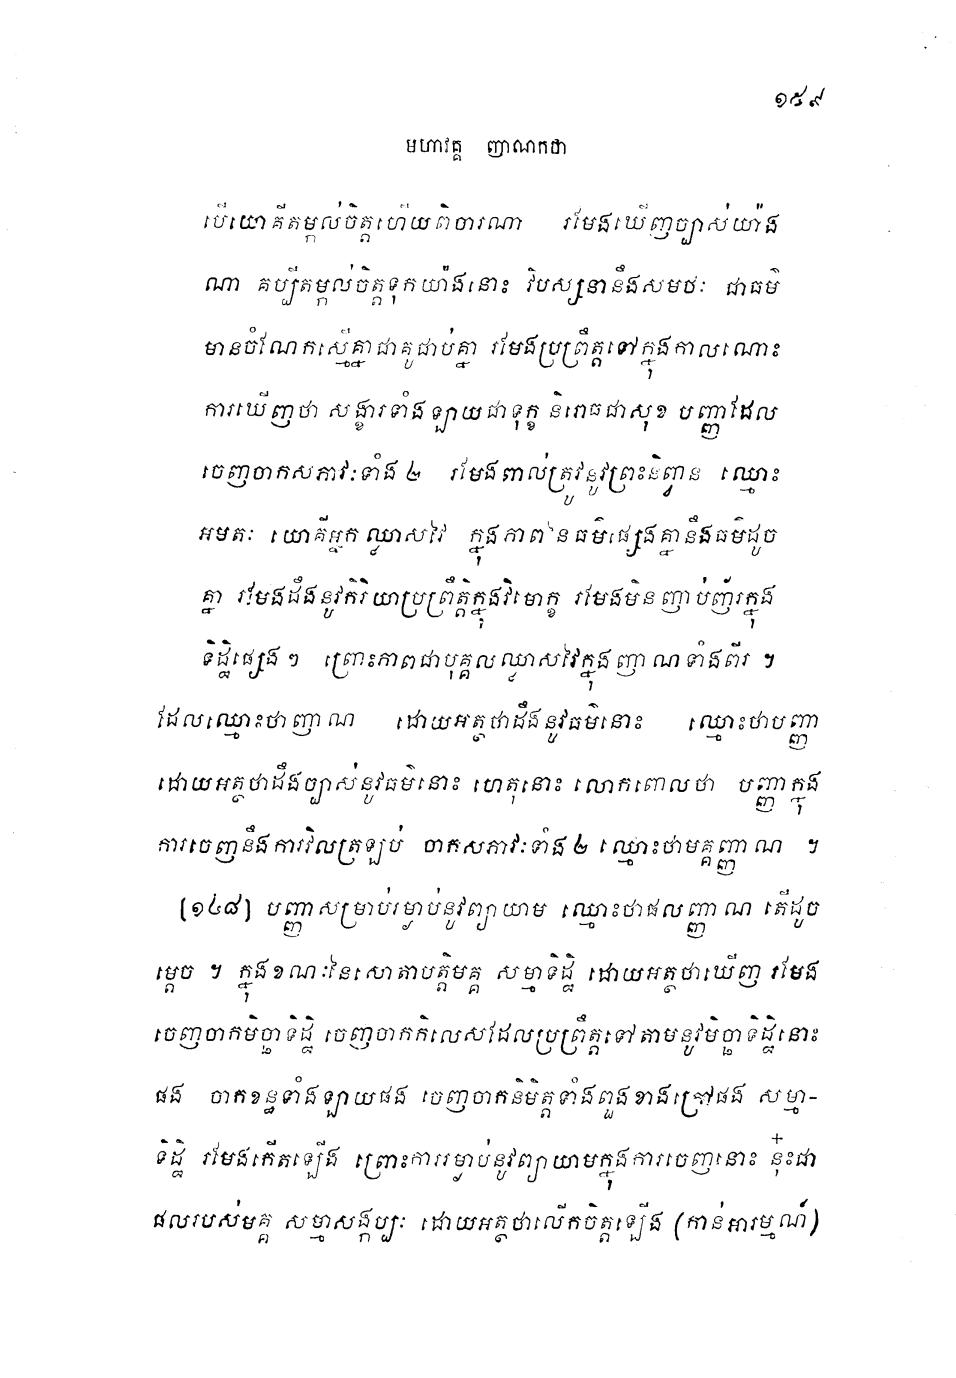 ១៥៩
មហាវគ្គ ញាណកថា
បើយោគីតម្កល់ចិត្តហើយពិចារណា រមែងឃើញច្បាស់យ៉ាង
ណា គប្បីតម្កល់ចិត្តទុកយ៉ាងនោះ វិបស្សនានឹងសមថៈ ជាធម៌
មានចំណែកស្មើគ្នាជាគូជាប់គ្នា រមែងប្រព្រឹត្តទៅក្នុងកាលណោះ
ការឃើញថា សង្ខារទាំងឡាយជាទុក្ខ និរោធជាសុខ បញ្ញាដែល
ចេញចាកសភាវៈទាំង ២ រមែងពាល់ត្រូវនូវព្រះនិព្វាន ឈ្មោះ
អមតៈ យោគីអ្នកឈ្លាសវៃ ក្នុងភាពនៃធម៌ផ្សេងគ្នានឹងធម៌ដូច
គ្នា រមែងដឹងនូវកិរិយាប្រព្រឹត្តិក្នុងវិមោក្ខ រមែងមិនញាប់ញ័រក្នុង
ទិដ្ឋិផ្សេងៗ ព្រោះភាពជាបុគ្គលឈ្លាសវៃក្នុងញាណទាំងពីរ ។
ដែលឈ្មោះថាញាណ ដោយអត្ថថាដឹងនូវធម៌នោះ ឈ្មោះថាបញ្ញា
ដោយអត្ថថាដឹងច្បាស់នូវធម៌នោះ ហេតុនោះ លោកពោលថា បញ្ញាក្នុង
ការចេញនឹងការវិលត្រឡប់ ចាកសភាវៈទាំង ២ ឈ្មោះថាមគ្គញ្ញាណ ។
(១៤៨) បញ្ញាសម្រាប់រម្ងាប់នូវព្យាយាម ឈ្មោះថាផលញ្ញាណ តើដូច
ម្តេច ។ ក្នុងខណៈនៃសោតាបត្តិមគ្គ សម្មាទិដ្ឋិ ដោយអត្ថថាឃើញ រមែង
ចេញចាកមិច្ឆាទិដ្ឋិ ចេញចាកកិលេសដែលប្រព្រឹត្តទៅតាមនូវមិច្ឆាទិដ្ឋិនោះ
ផង ចាកខន្ធទាំងឡាយផង ចេញចាកនិមិត្តទាំងពួងខាងក្រៅផង សម្មា-
ទិដ្ឋិ រមែងកើតឡើង ព្រោះការរម្ងាប់នូវព្យាយាមក្នុងការចេញនោះ នុ៎ះជា
ផលរបស់មគ្គ សម្មាសង្កប្បៈ ដោយអត្ថថាលើកចិត្តឡើង (កាន់អារម្មណ៍)